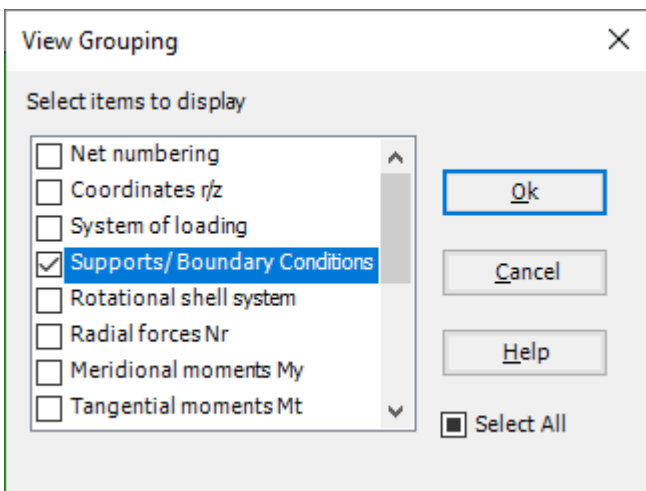 View Grouping
Select items to display
Net numbering
Coordinates r/z
System of loading
Supports/ Boundary Conditions
Rotational shell system
Radial forces Nr
Meridional moments My
Tangential moments Mt
Ok
Cancel
Help
Select All